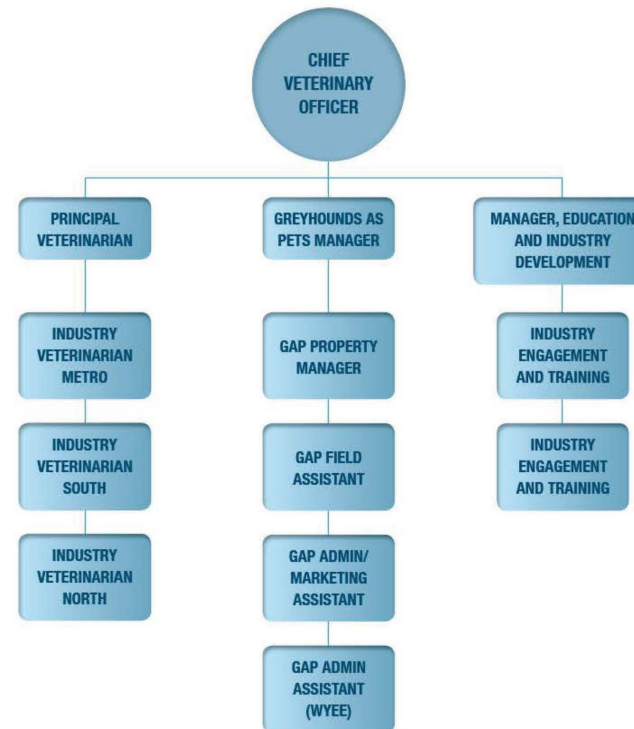 CHIEF
VETERINARY
OFFICER
PRINCIPAL
VETERINARIAN
GREYHOUNDS AS
PETS MANAGER
MANAGER, EDUCATION
AND INDUSTRY
DEVELOPMENT
INDUSTRY
VETERINARIAN
METRO
GAP PROPERTY
MANAGER
INDUSTRY
ENGAGEMENT
AND TRAINING
INDUSTRY
VETERINARIAN
SOUTH
GAP FIELD
ASSISTANT
INDUSTRY
ENGAGEMENT
AND TRAINING
INDUSTRY
VETERINARIAN
NORTH
GAP ADMIN/
MARKETING
ASSISTANT
GAP ADMIN
ASSISTANT
(WYEE)